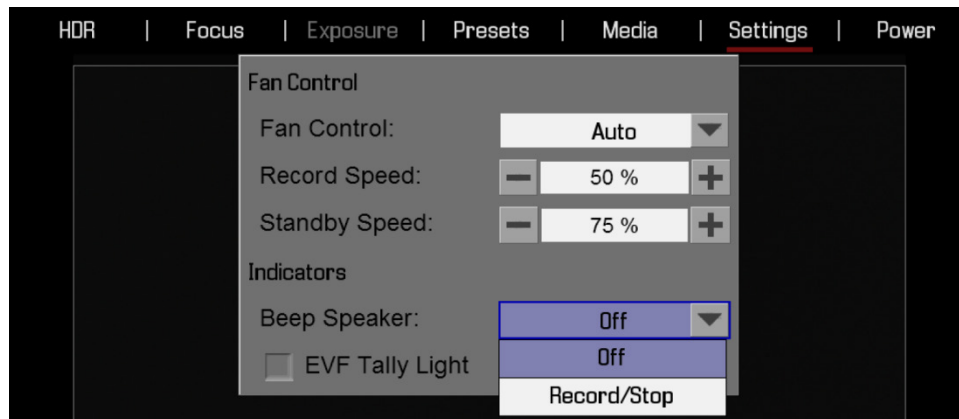 HDR | Focus | Exposure | Presets | Media | Settings | Power
Fan Control
Fan Control: Auto
Record Speed: 50 %
Standby Speed: 75 %
Indicators
Beep Speaker: Off
EVF Tally Light Off
Record/Stop